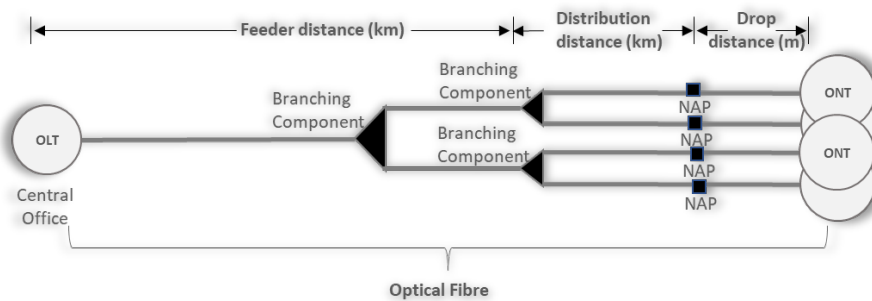 Feeder distance (km)
Distribution
distance (km)
Drop
distance (m)
Branching
Component
Branching
Component
Branching
Component
OLT
Central
Office
NAP
NAP
NAP
NAP
ONT
ONT
Optical Fibre